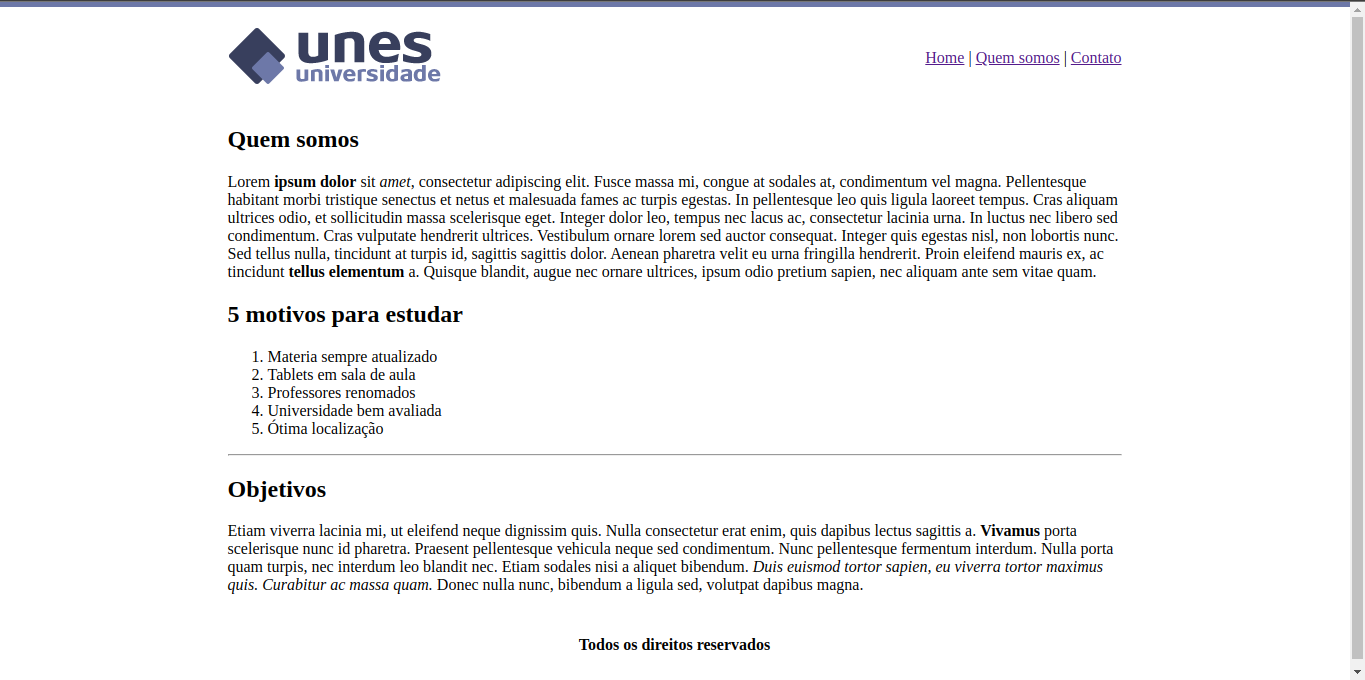 unes
universidade
Home | Quem somos | Contato
Quem somos
Lorem ipsum dolor sit amet, consectetur adipiscing elit. Fusce massa mi, congue at sodales at, condimentum vel magna. Pellentesque
habitant morbi tristique senectus et netus et malesuada fames ac turpis egestas. In pellentesque leo quis ligula laoreet tempus. Cras aliquam
ultrices odio, et sollicitudin massa scelerisque eget. Integer dolor leo, tempus nec lacus ac, consectetur lacinia urna. In luctus nec libero sed
condimentum. Cras vulputate hendrerit ultrices. Vestibulum ornare lorem sed auctor consequat. Integer quis egestas nisl, non lobortis nunc.
Sed tellus nulla, tincidunt at turpis id, sagittis sagittis dolor. Aenean pharetra velit eu urna fringilla hendrerit. Proin eleifend mauris ex, ac
tincidunt tellus elementum a. Quisque blandit, augue nec ornare ultrices, ipsum odio pretium sapien, nec aliquam ante sem vitae quam.
5 motivos para estudar
1. Materia sempre atualizado
2. Tablets em sala de aula
3. Professores renomados
4. Universidade bem avaliada
5. Ótima localização
Objetivos
Etiam viverra lacinia mi, ut eleifend neque dignissim quis. Nulla consectetur erat enim, quis dapibus lectus sagittis a. Vivamus porta
scelerisque nunc id pharetra. Praesent pellentesque vehicula neque sed condimentum. Nunc pellentesque fermentum interdum. Nulla porta
quam turpis, nec interdum leo blandit nec. Etiam sodales nisi a aliquet bibendum. Duis euismod tortor sapien, eu viverra tortor maximus
quis. Curabitur ac massa quam. Donec nulla nunc, bibendum a ligula sed, volutpat dapibus magna.
Todos os direitos reservados